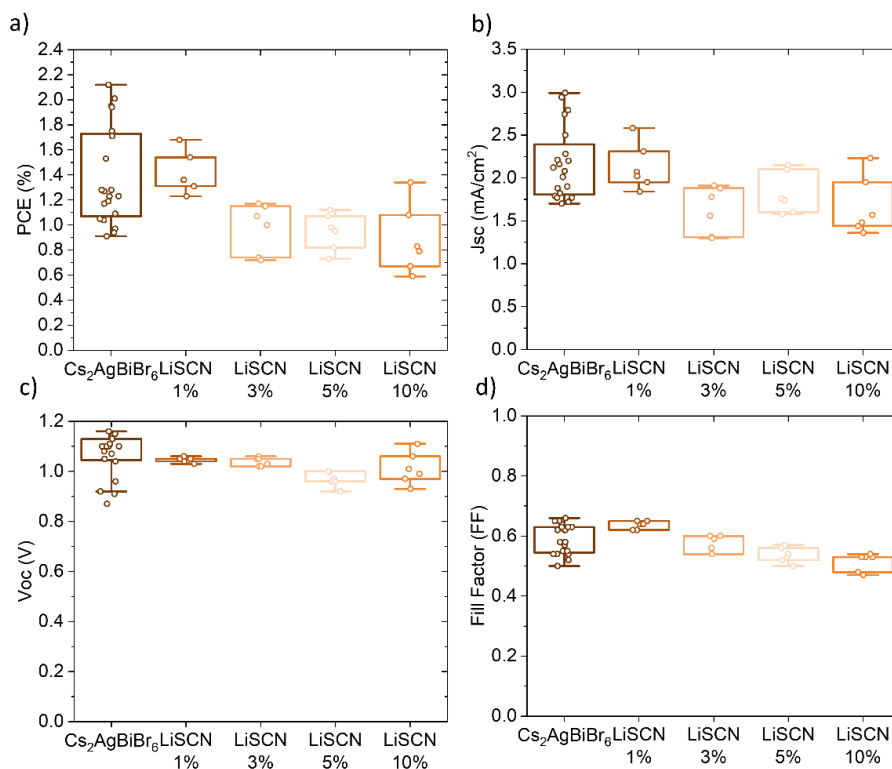 a)
PCE (%)
2.4
2.2
2.0
1.8
1.6
1.4
1.2
1.0
0.8
0.6
0.4
0.2
0.0
Cs₂AgBiBr₆ LiSCN LiSCN LiSCN LiSCN
1% 3% 5% 10%
b)
Jsc (mA/cm²)
3.5
3.0
2.5
2.0
1.5
1.0
0.5
0.0
Cs₂AgBiBr₆ LiSCN LiSCN LiSCN LiSCN
1% 3% 5% 10%
c)
Voc (V)
1.2
1.0
0.8
0.6
0.4
0.2
0.0
Cs₂AgBiBr₆ LiSCN LiSCN LiSCN LiSCN
1% 3% 5% 10%
d)
Fill Factor (FF)
1.0
0.8
0.6
0.4
0.2
0.0
Cs₂AgBiBr₆ LiSCN LiSCN LiSCN LiSCN
1% 3% 5% 10%